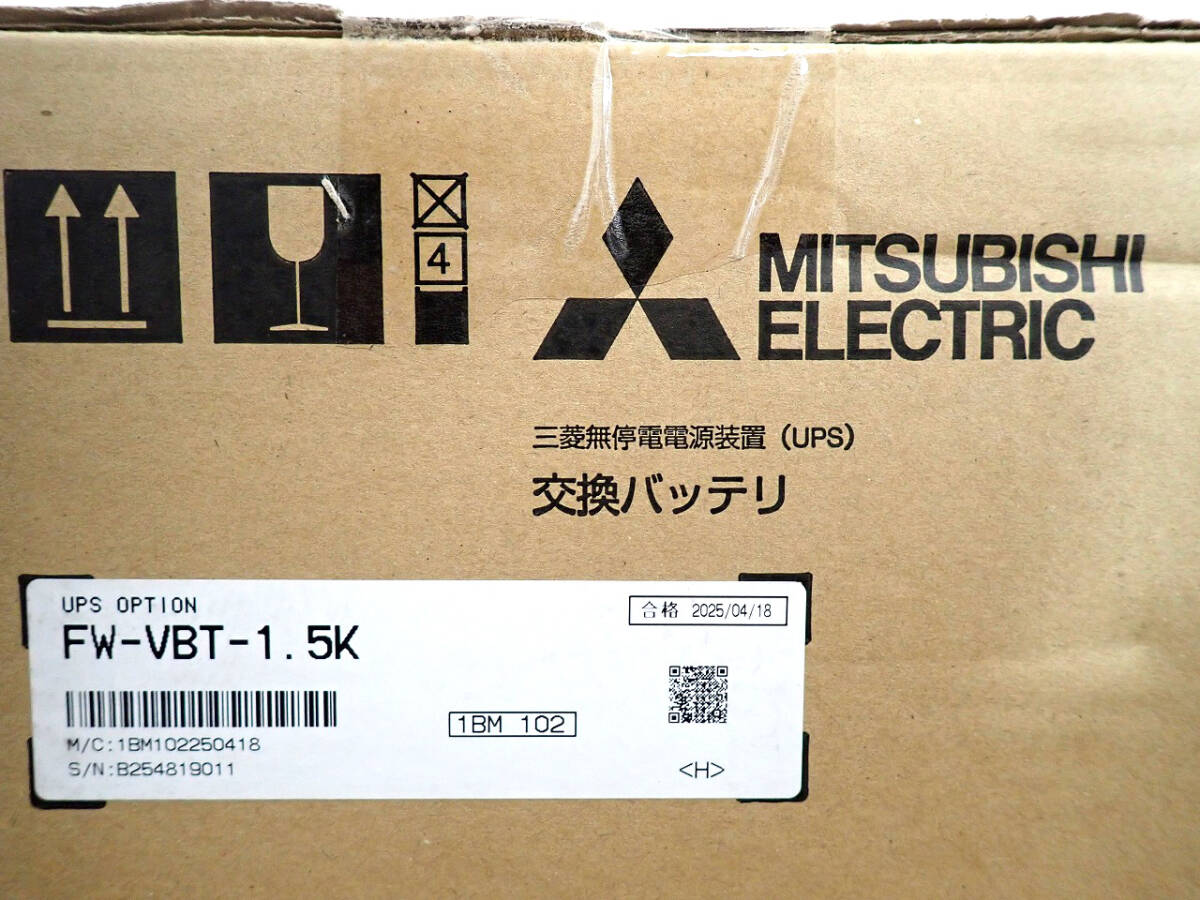 4
MITSUBISHI
ELECTRIC
三菱無停電電源装置（UPS）
交換バッテリ
UPS OPTION
合格 2025/04/18
FW-VBT-1.5K
1BM 102
M/C:1BM102250418
S/N:B254819011
<H>